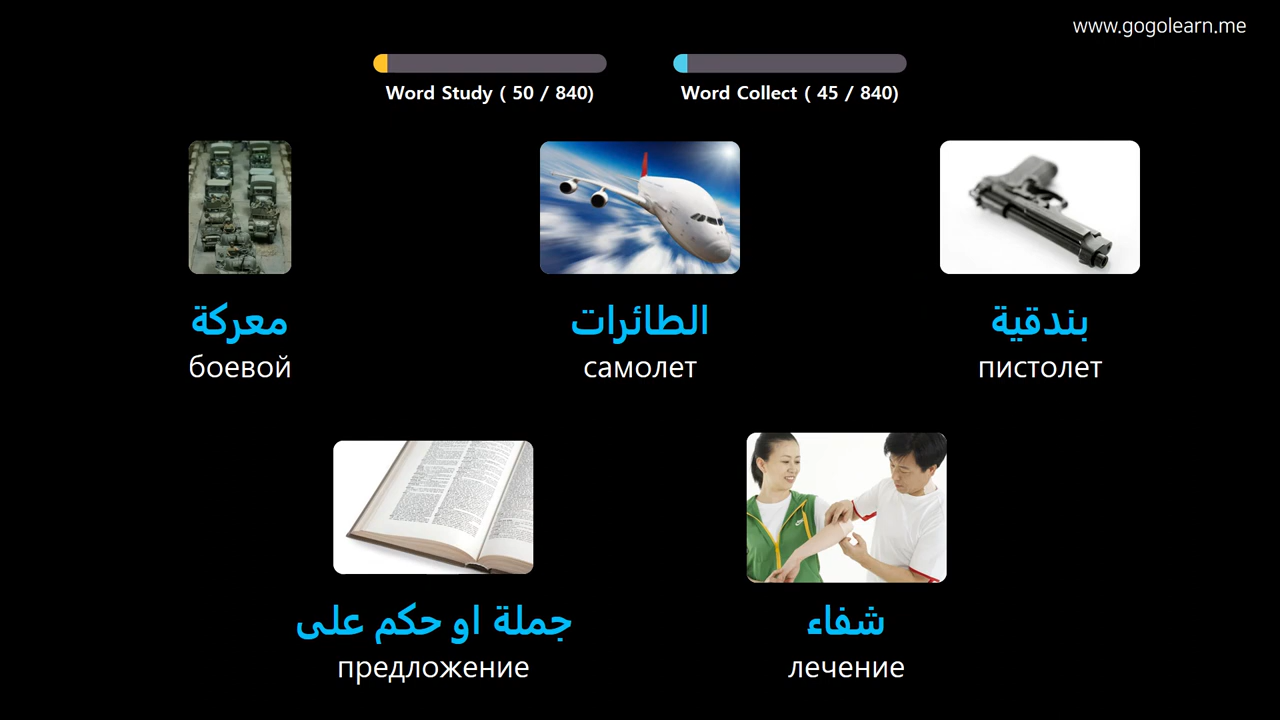 www.gogolearn.me
Word Study ( 50 / 840)
Word Collect ( 45 / 840)
معركة
боевой
الطائرات
самолет
بندقية
пистолет
جملة او حكم على
предложение
شفاء
лечение